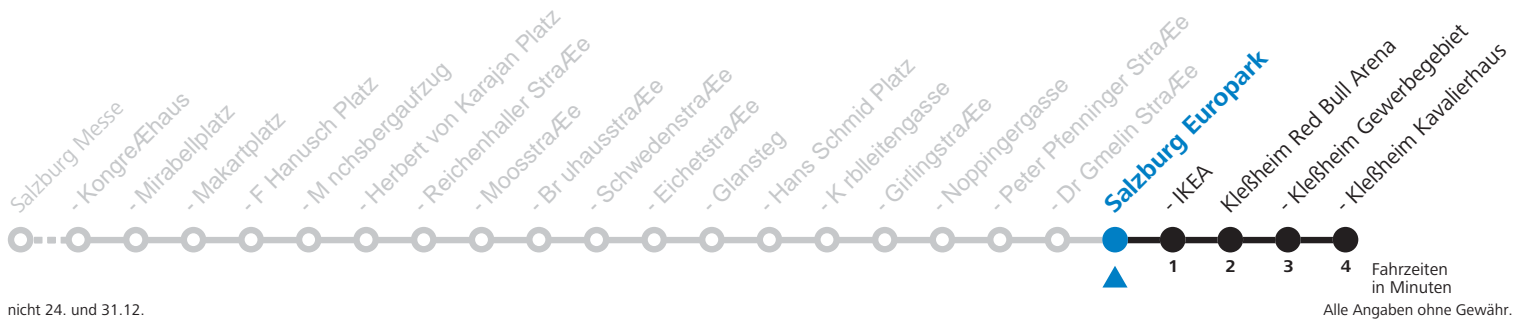 Salzburg Messe
- KongreÆhaus
- Mirabellplatz
- Makartplatz
- F Hanusch Platz
- M nchsbergaufzug
- Herbert von Karajan Platz
- Reichenhaller StraÆe
- MoosstraÆe
- Br uhausstraÆe
- SchwedenstraÆe
- EichetstraÆe
- Glansteg
- Hans Schmid Platz
- K rblleitengasse
- GirlingstraÆe
- Noppingergasse
- Peter Pfenninger StraÆe
- Dr Gmelin StraÆe
Salzburg Europark
- IKEA
Kleßheim Red Bull Arena
- Kleßheim Gewerbegebiet
- Kleßheim Kavalierhaus
1 2 3 4
Fahrzeiten
in Minuten
nicht 24. und 31.12.
Alle Angaben ohne Gewähr.